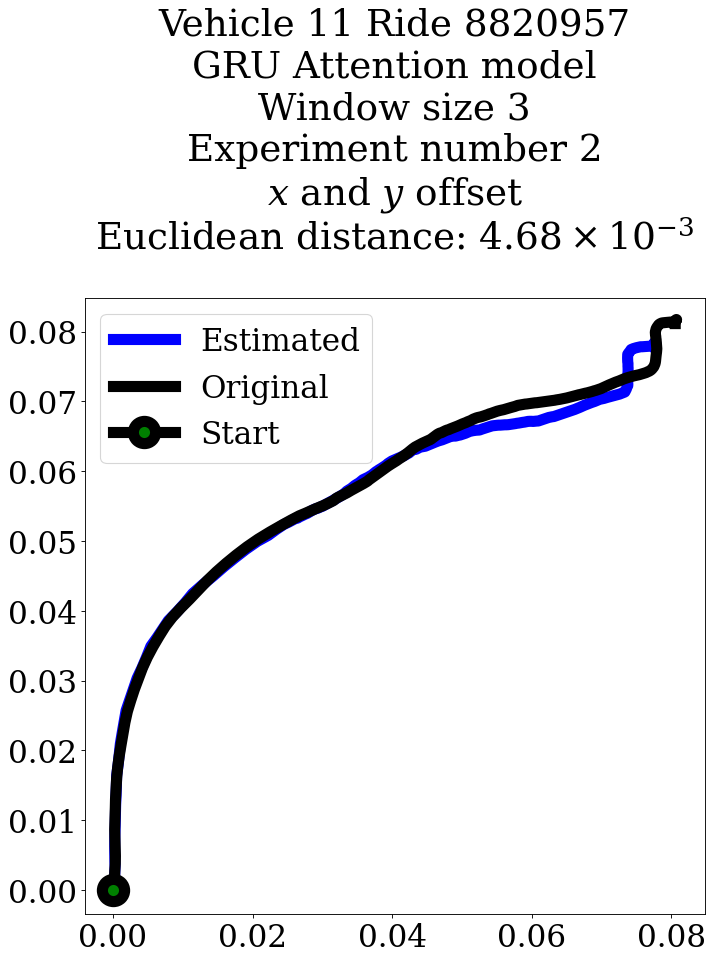 Vehicle 11 Ride 8820957
GRU Attention model
Window size 3
Experiment number 2
x and y offset
Euclidean distance: 4.68 × 10⁻³
Estimated
Original
Start
0.08
0.07
0.06
0.05
0.04
0.03
0.02
0.01
0.00
0.00 0.02 0.04 0.06 0.08